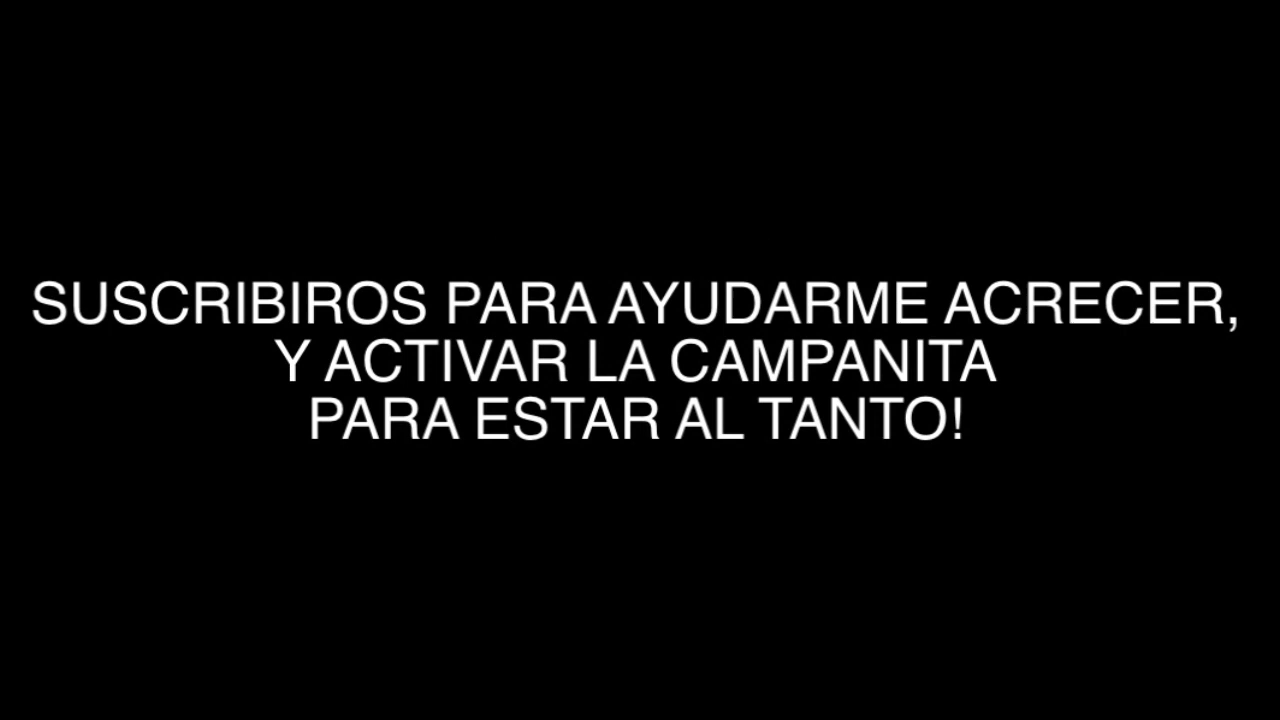 SUSCRIBIROS PARA AYUDARME ACRECER,
Y ACTIVAR LA CAMPANITA
PARA ESTAR AL TANTO!